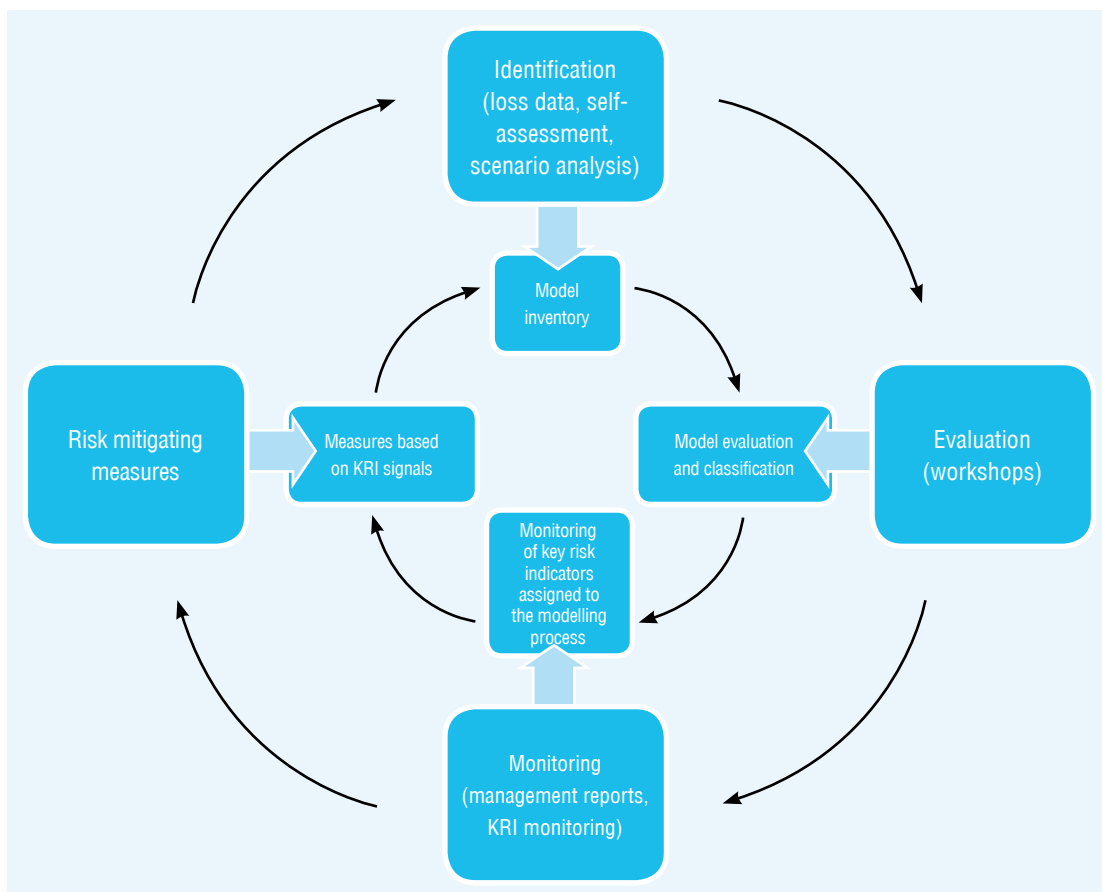 Identification
(loss data, self-
assessment,
scenario analysis)
Model
inventory
Risk mitigating
measures
Measures based
on KRI signals
Model evaluation
and classification
Evaluation
(workshops)
Monitoring
of key risk
indicators
assigned to
the modelling
process
Monitoring
(management reports,
KRI monitoring)